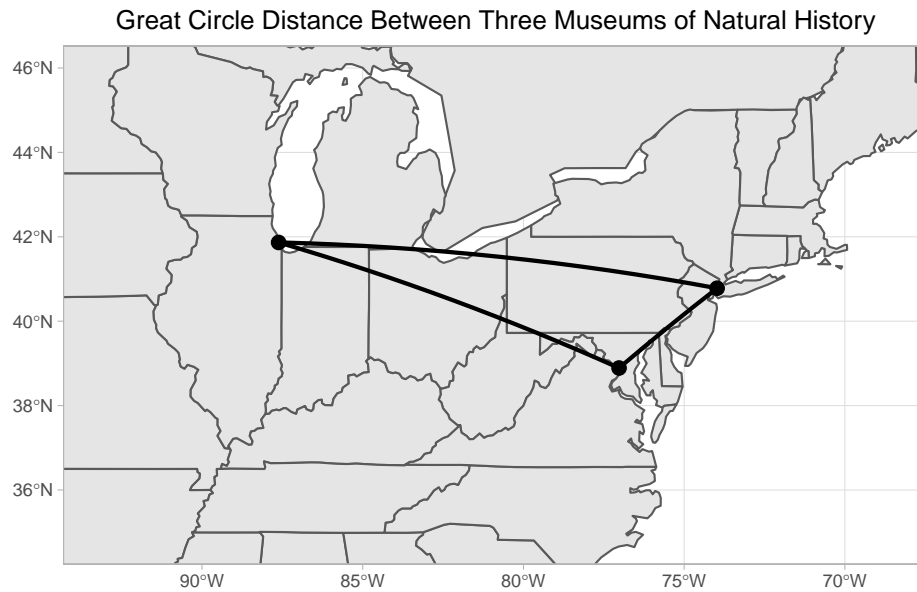 Great Circle Distance Between Three Museums of Natural History
46°N
44°N
42°N
40°N
38°N
36°N
90°W
85°W
80°W
75°W
70°W